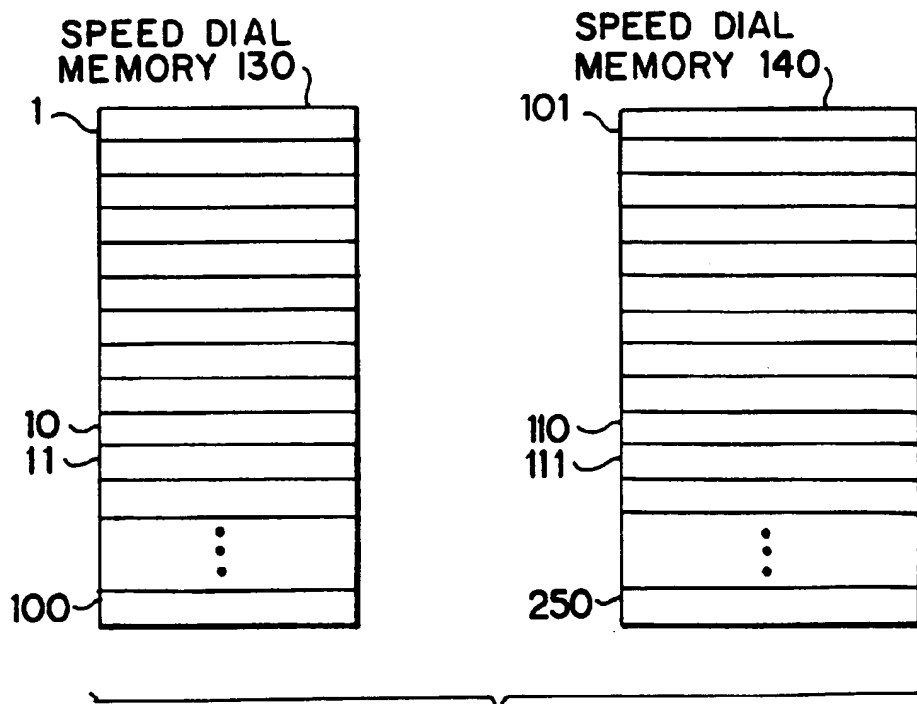 SPEED DIAL
MEMORY 130
1
10
11
100
SPEED DIAL
MEMORY 140
101
110
111
250